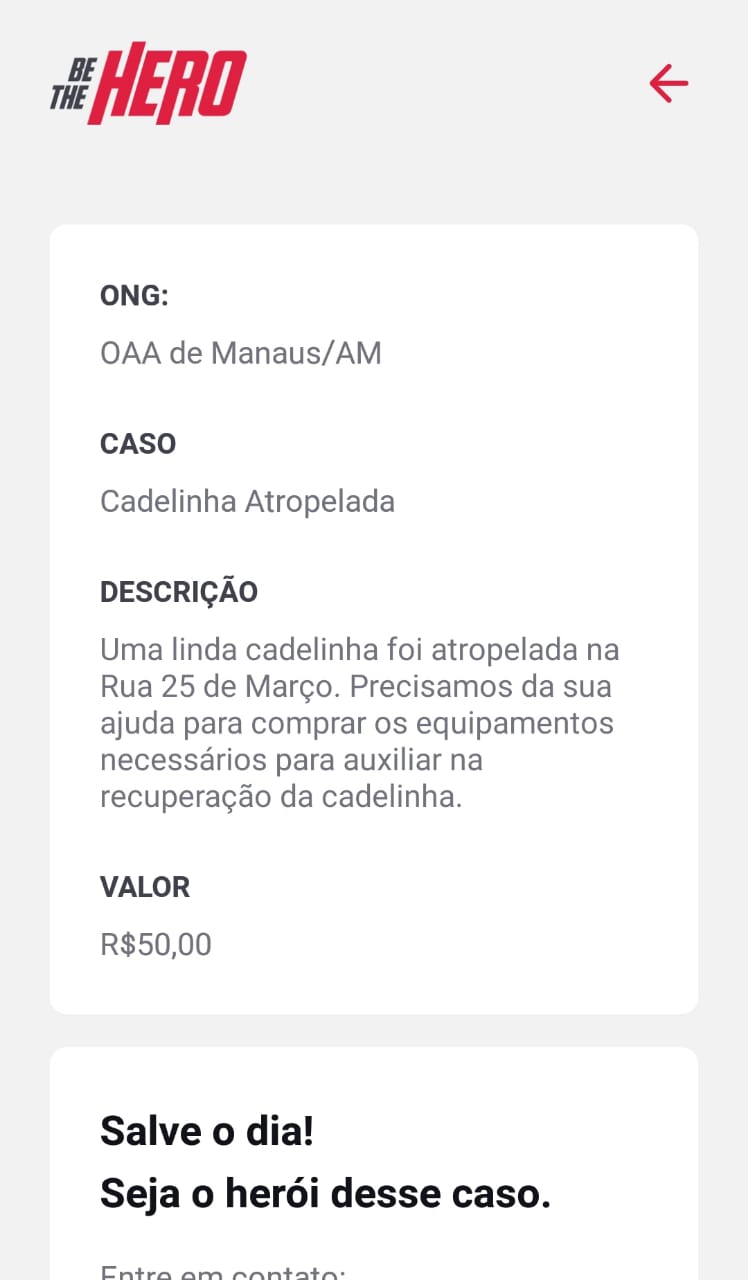 BE
THE HERO
ONG:
OAA de Manaus/AM
CASO
Cadelinha Atropelada
DESCRIÇÃO
Uma linda cadelinha foi atropelada na
Rua 25 de Março. Precisamos da sua
ajuda para comprar os equipamentos
necessários para auxiliar na
recuperação da cadelinha.
VALOR
R$50,00
Salve o dia!
Seja o herói desse caso.
Entre em contato: